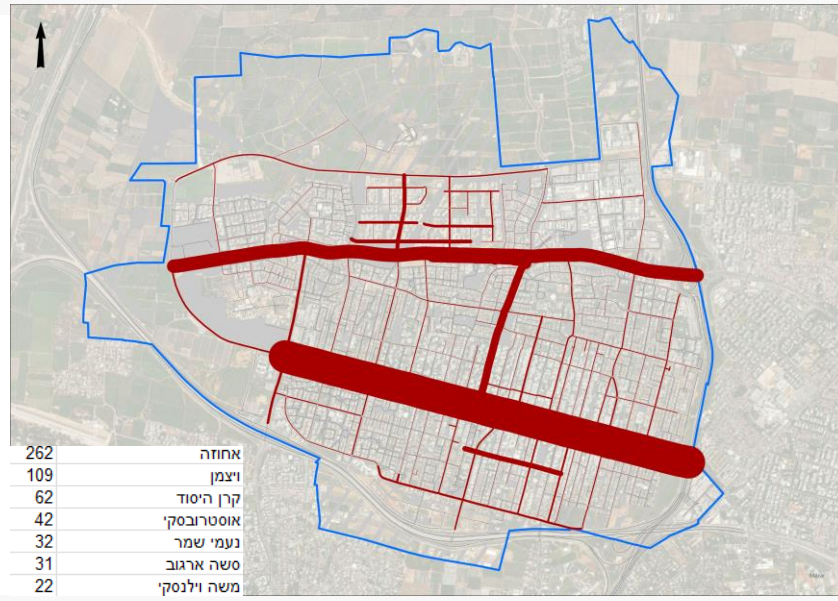 אחוזה 262
ויצמן 109
קרן היסוד 62
אוסטרובסקי 42
נעמי שמר 32
סשה ארגוב 31
משה וילנסקי 22